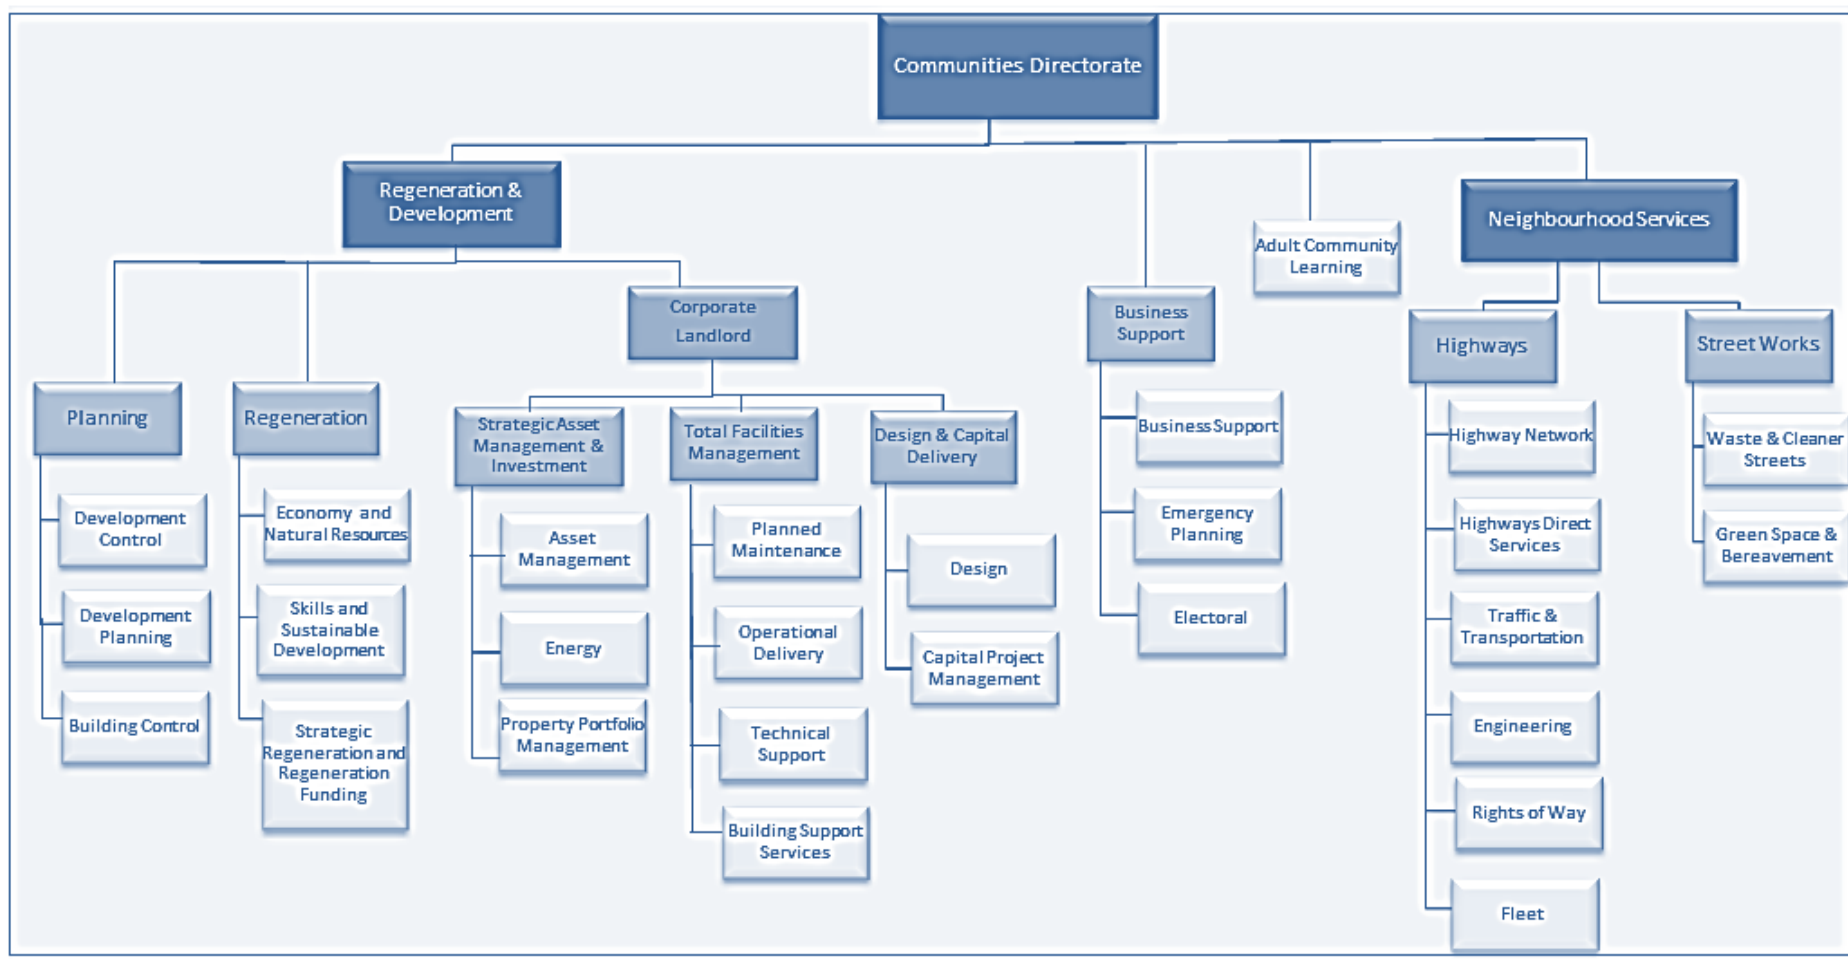 Communities Directorate
Regeneration &
Development
Neighbourhood Services
Adult Community
Learning
Corporate
Landlord
Business
Support
Highways
Street Works
Planning
Regeneration
Strategic Asset
Management &
Investment
Total Facilities
Management
Design & Capital
Delivery
Development
Control
Development
Planning
Building Control
Economy and
Natural Resources
Skills and
Sustainable
Development
Strategic
Regeneration and
Regeneration
Funding
Asset
Management
Energy
Property Portfolio
Management
Planned
Maintenance
Operational
Delivery
Technical
Support
Building Support
Services
Design
Capital Project
Management
Business Support
Emergency
Planning
Electoral
Highway Network
Highways Direct
Services
Traffic &
Transportation
Engineering
Rights of Way
Fleet
Waste & Cleaner
Streets
Green Space &
Bereavement